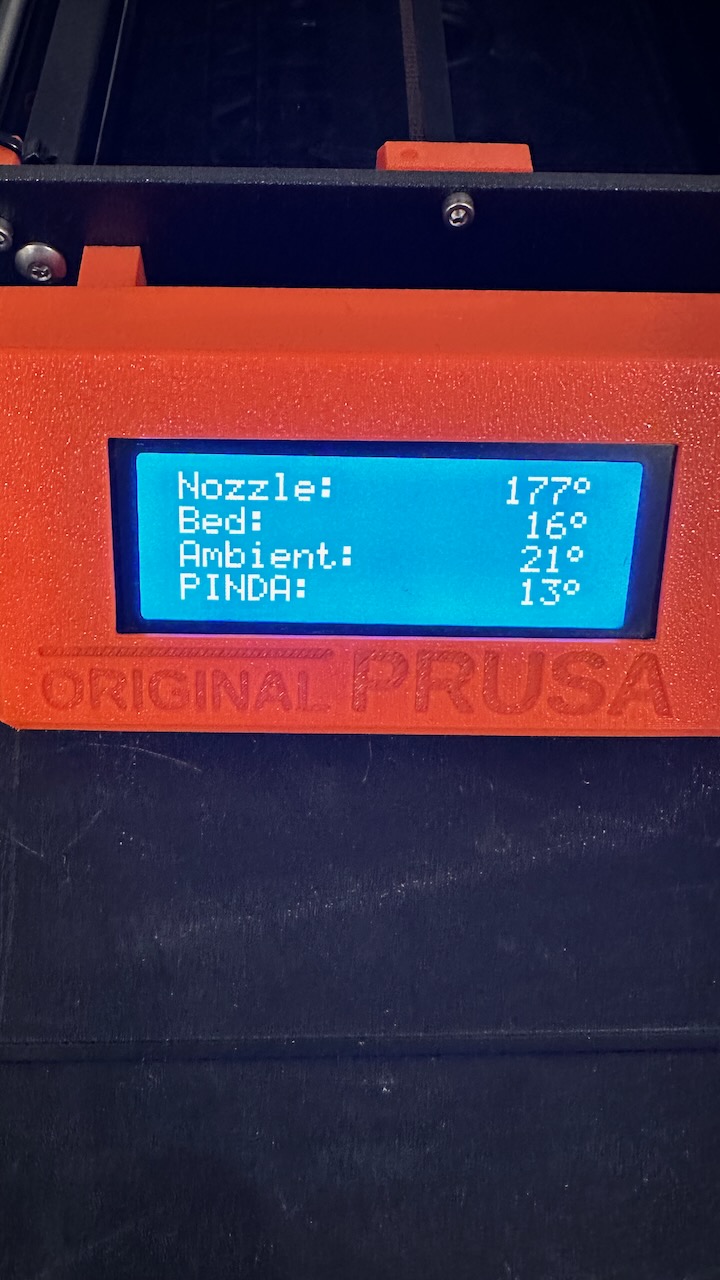 Nozzle: 177°
Bed: 16°
Ambient: 21°
PINDA: 13°
ORIGINAL PRUSA